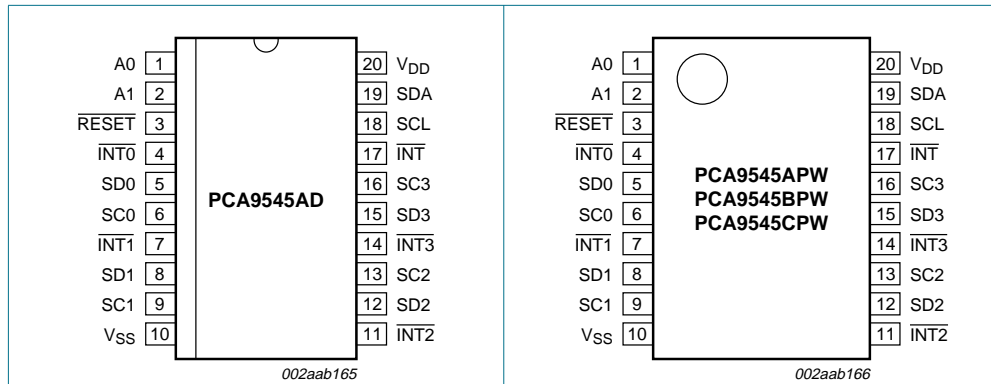 A0 1 20 VDD
A1 2 19 SDA
RESET 3 18 SCL
INT0 4 17 INT
SD0 5 16 SC3
SC0 6 PCA9545AD 15 SD3
INT1 7 14 INT3
SD1 8 13 SC2
SC1 9 12 SD2
VSS 10 11 INT2
002aab165
A0 1 20 VDD
A1 2 19 SDA
RESET 3 18 SCL
INT0 4 17 INT
SD0 5 PCA9545APW 16 SC3
PCA9545BPW
SC0 6 PCA9545CPW 15 SD3
INT1 7 14 INT3
SD1 8 13 SC2
SC1 9 12 SD2
VSS 10 11 INT2
002aab166